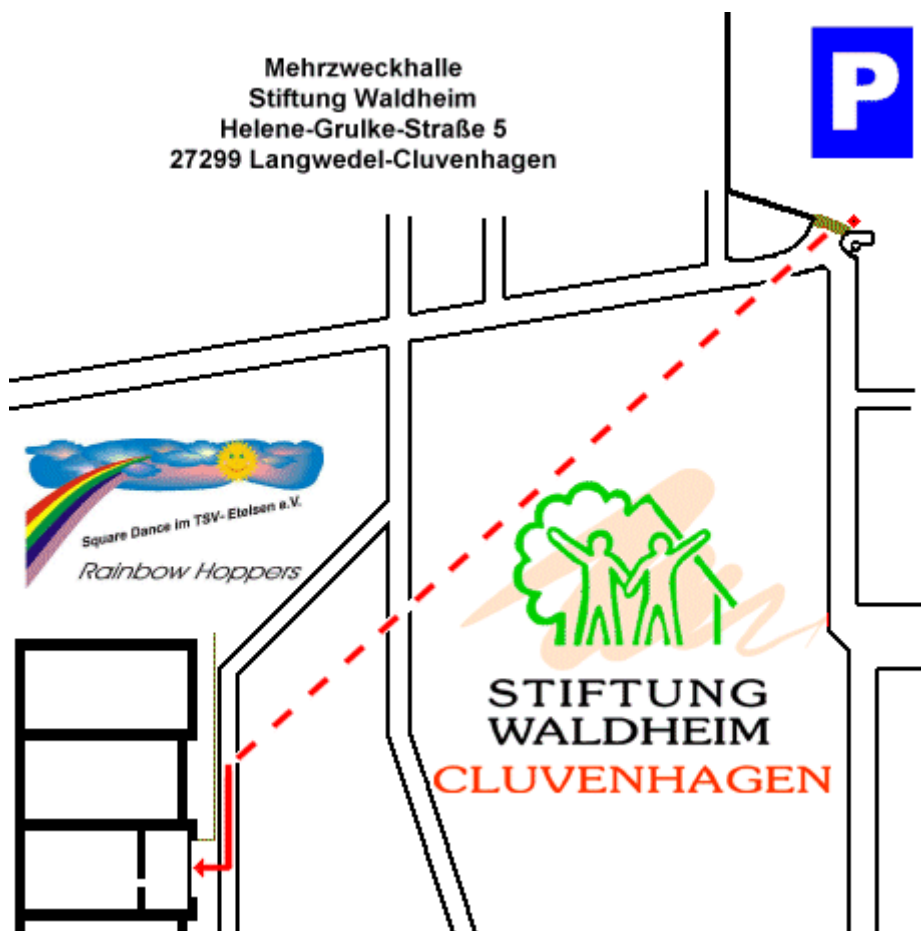 Mehrzweckhalle
Stiftung Waldheim
Helene-Grulke-Straße 5
27299 Langwedel-Cluvenhagen
P
Square Dance im TSV- Etelsen a.V.
Rainbow Hoppers
STIFTUNG
WALDHEIM
CLUVENHAGEN